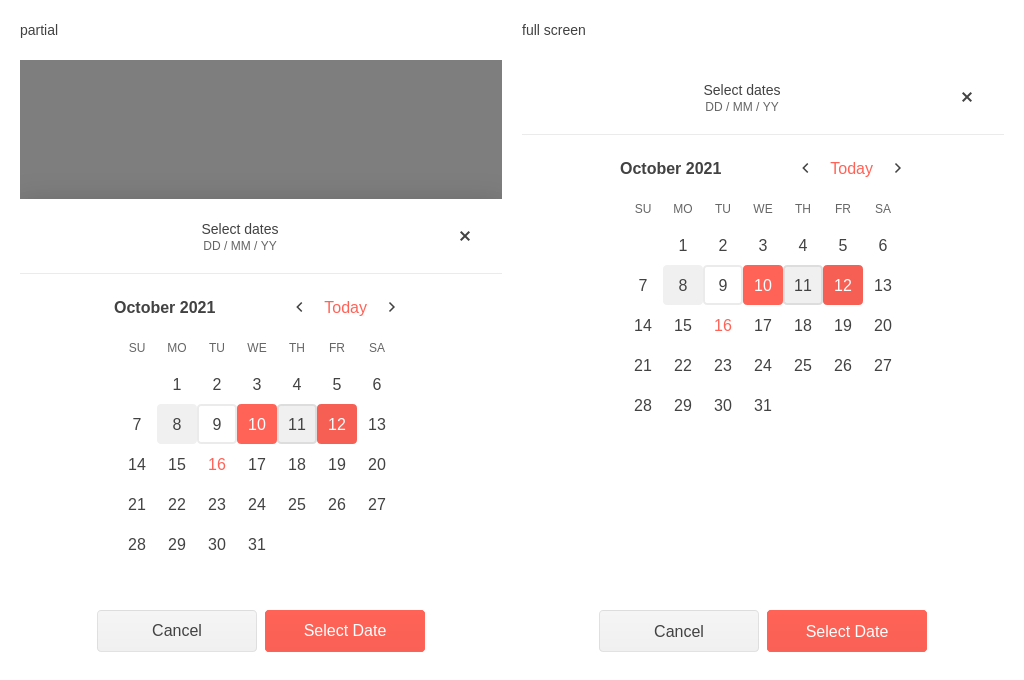 partial
Select dates
DD / MM / YY
October 2021 Today
SU MO TU WE TH FR SA
1 2 3 4 5 6
7 8 9 10 11 12 13
14 15 16 17 18 19 20
21 22 23 24 25 26 27
28 29 30 31
Cancel Select Date
full screen
Select dates
DD / MM / YY
October 2021 Today
SU MO TU WE TH FR SA
1 2 3 4 5 6
7 8 9 10 11 12 13
14 15 16 17 18 19 20
21 22 23 24 25 26 27
28 29 30 31
Cancel Select Date